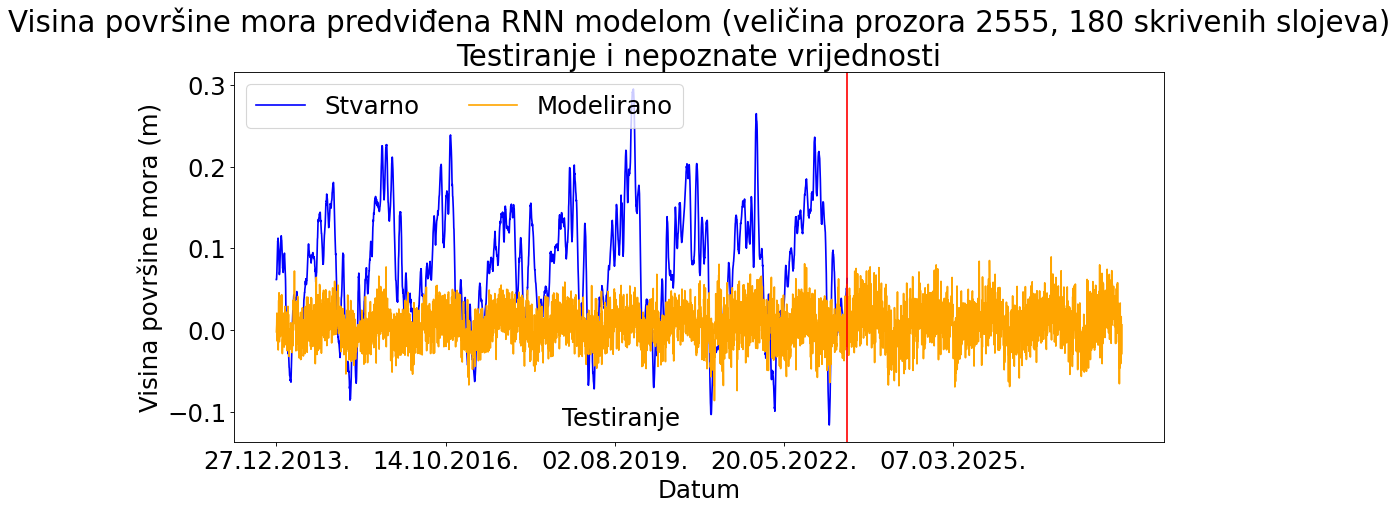 Visina površine mora predviđena RNN modelom (veličina prozora 2555, 180 skrivenih slojeva)
Testiranje i nepoznate vrijednosti
Stvarno
Modelirano
Visina površine mora (m)
0.3
0.2
0.1
0.0
−0.1
Testiranje
27.12.2013.
14.10.2016.
02.08.2019.
20.05.2022.
07.03.2025.
Datum